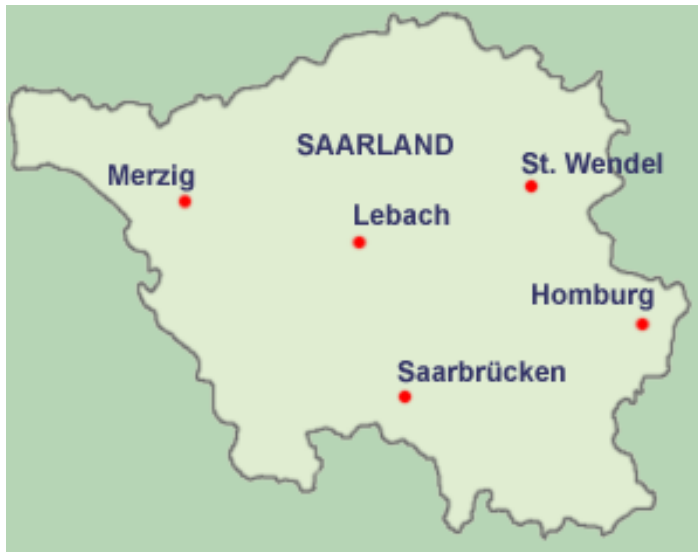 SAARLAND
St. Wendel
Merzig
Lebach
Homburg
Saarbrücken